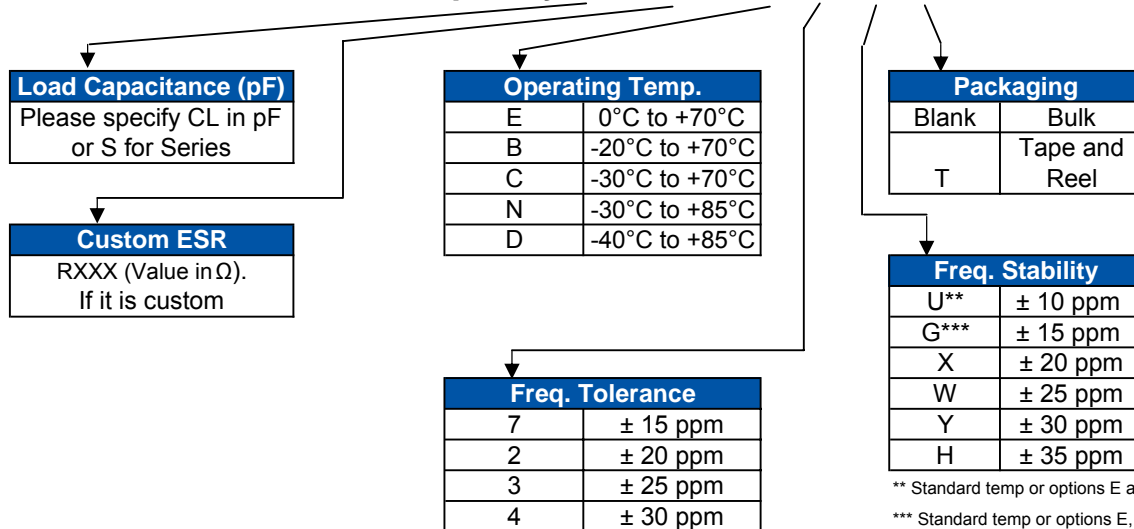 Load Capacitance (pF)
Please specify CL in pF
or S for Series
Custom ESR
RXXX (Value in Ω).
If it is custom
Operating Temp.
E 0°C to +70°C
B -20°C to +70°C
C -30°C to +70°C
N -30°C to +85°C
D -40°C to +85°C
Freq. Tolerance
7 ± 15 ppm
2 ± 20 ppm
3 ± 25 ppm
4 ± 30 ppm
Packaging
Blank Bulk
Tape and
T Reel
Freq. Stability
U** ± 10 ppm
G*** ± 15 ppm
X ± 20 ppm
W ± 25 ppm
Y ± 30 ppm
H ± 35 ppm
** Standard temp or options E a
*** Standard temp or options E,